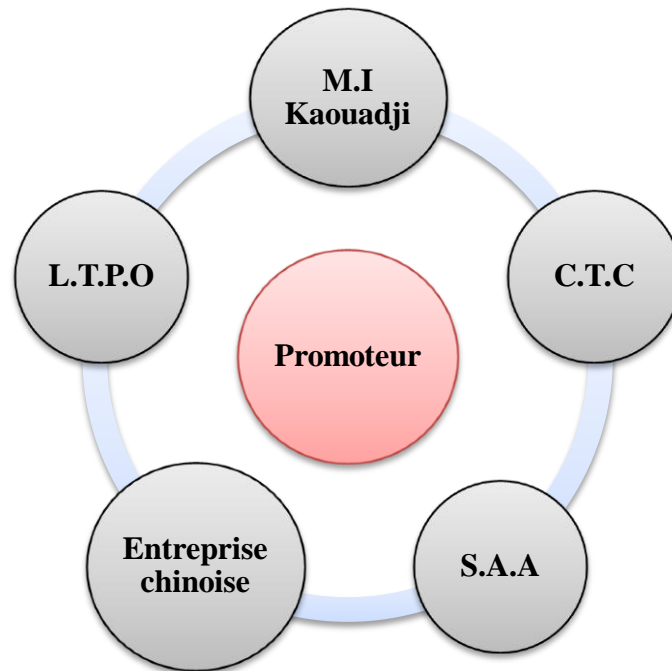 M.I
Kaouadji
L.T.P.O
C.T.C
Promoteur
Entreprise
chinoise
S.A.A